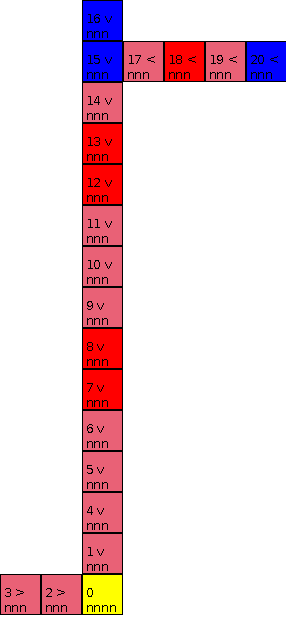 16 v
nnn
15 v
nnn
17 <
nnn
18 <
nnn
19 <
nnn
20 <
nnn
14 v
nnn
13 v
nnn
12 v
nnn
11 v
nnn
10 v
nnn
9 v
nnn
8 v
nnn
7 v
nnn
6 v
nnn
5 v
nnn
4 v
nnn
1 v
nnn
3 >
nnn
2 >
nnn
0
nnnn